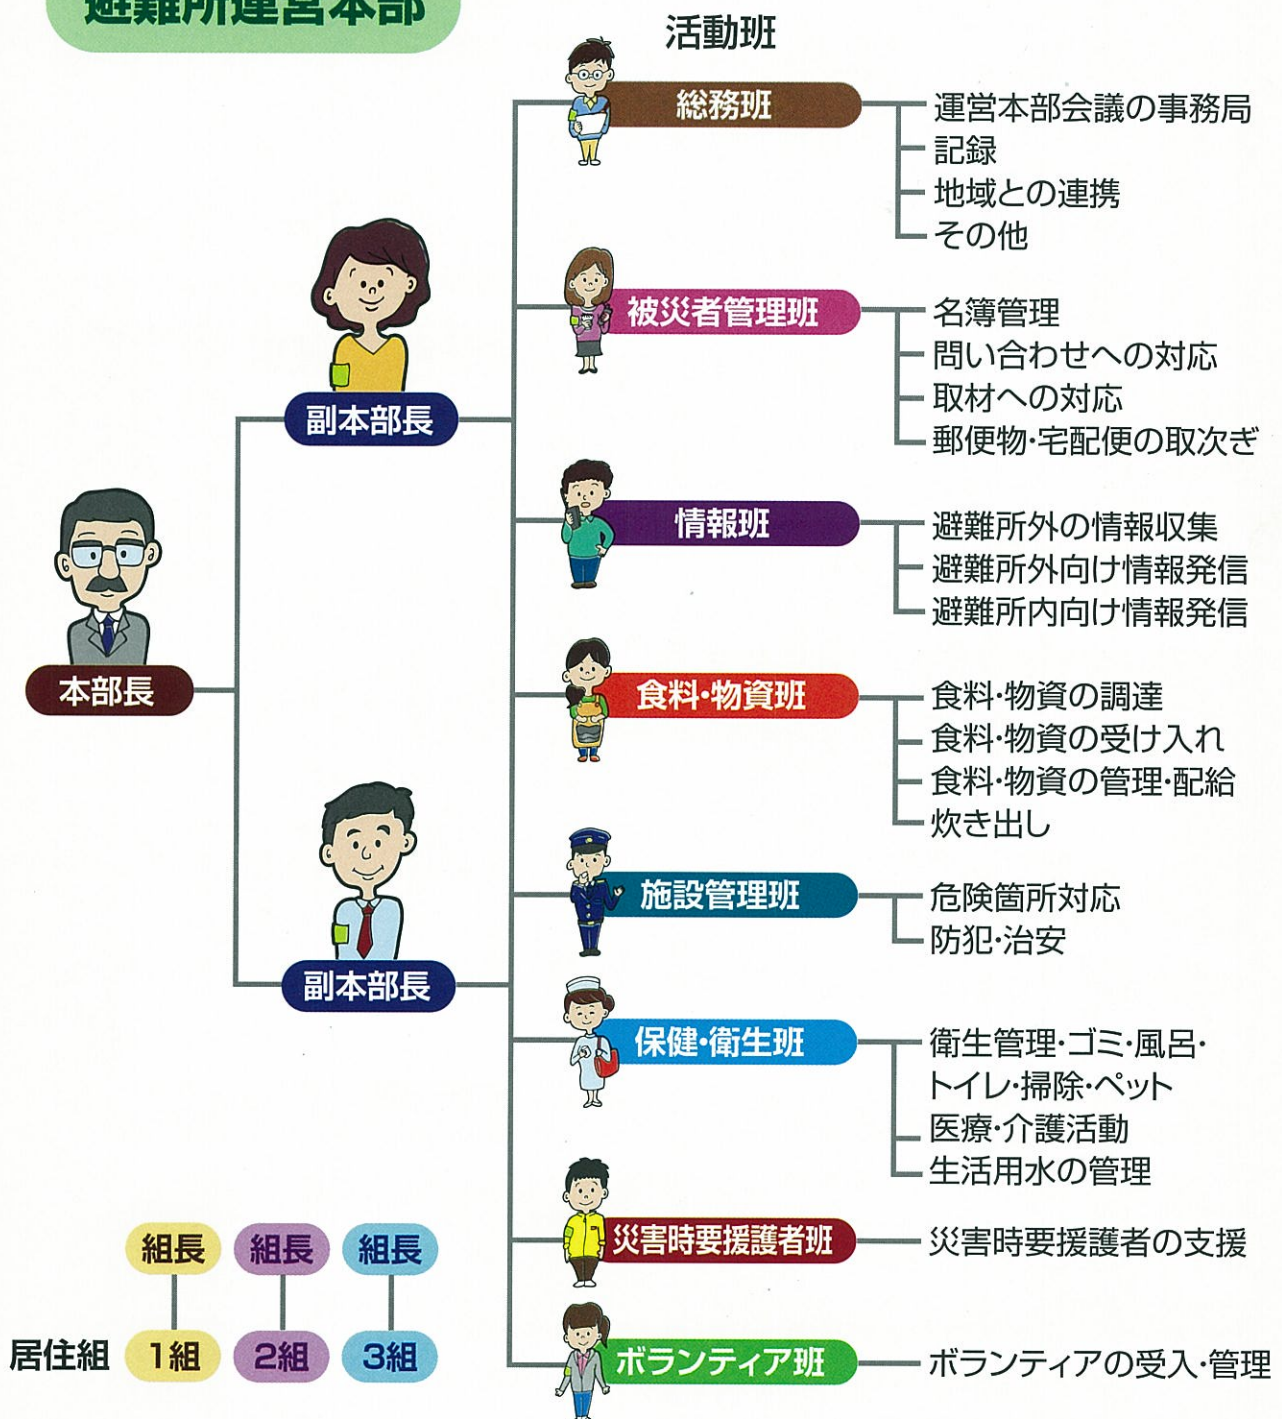 避難所運営本部
活動班
本部長
副本部長
副本部長
総務班
運営本部会議の事務局
記録
地域との連携
その他
被災者管理班
名簿管理
問い合わせへの対応
取材への対応
郵便物・宅配便の取次ぎ
情報班
避難所外の情報収集
避難所外向け情報発信
避難所内向け情報発信
食料・物資班
食料・物資の調達
食料・物資の受け入れ
食料・物資の管理・配給
炊き出し
施設管理班
危険箇所対応
防犯・治安
保健・衛生班
衛生管理・ゴミ・風呂・
トイレ・掃除・ペット
医療・介護活動
生活用水の管理
災害時要援護者班
災害時要援護者の支援
ボランティア班
ボランティアの受入・管理
組長 組長 組長
居住組 1組 2組 3組